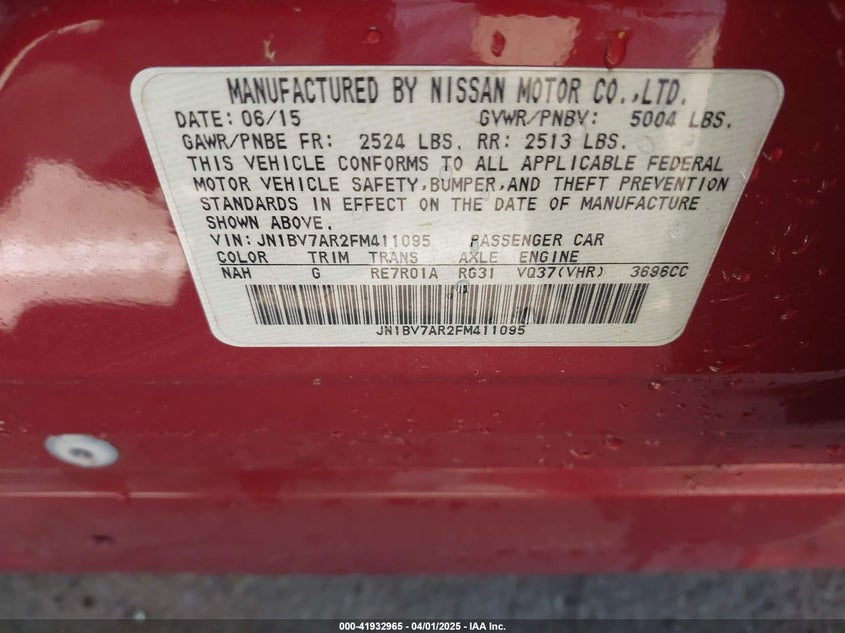 MANUFACTURED BY NISSAN MOTOR CO.,LTD.
DATE: 06/15 GVWR/PNBV: 5004 LBS.
GAWR/PNBE FR: 2524 LBS. RR: 2513 LBS.
THIS VEHICLE CONFORMS TO ALL APPLICABLE FEDERAL
MOTOR VEHICLE SAFETY,BUMPER,AND THEFT PREVENTION
STANDARDS IN EFFECT ON THE DATE OF MANUFACTURE
SHOWN ABOVE.
VIN: JN1BV7AR2FM411095 PASSENGER CAR
COLOR TRIM TRANS AXLE ENGINE
NAH G RE7R01A RG31 VQ37(VHR) 3696CC
JN1BV7AR2FM411095
000-41932965 - 04/01/2025 - IAA Inc.